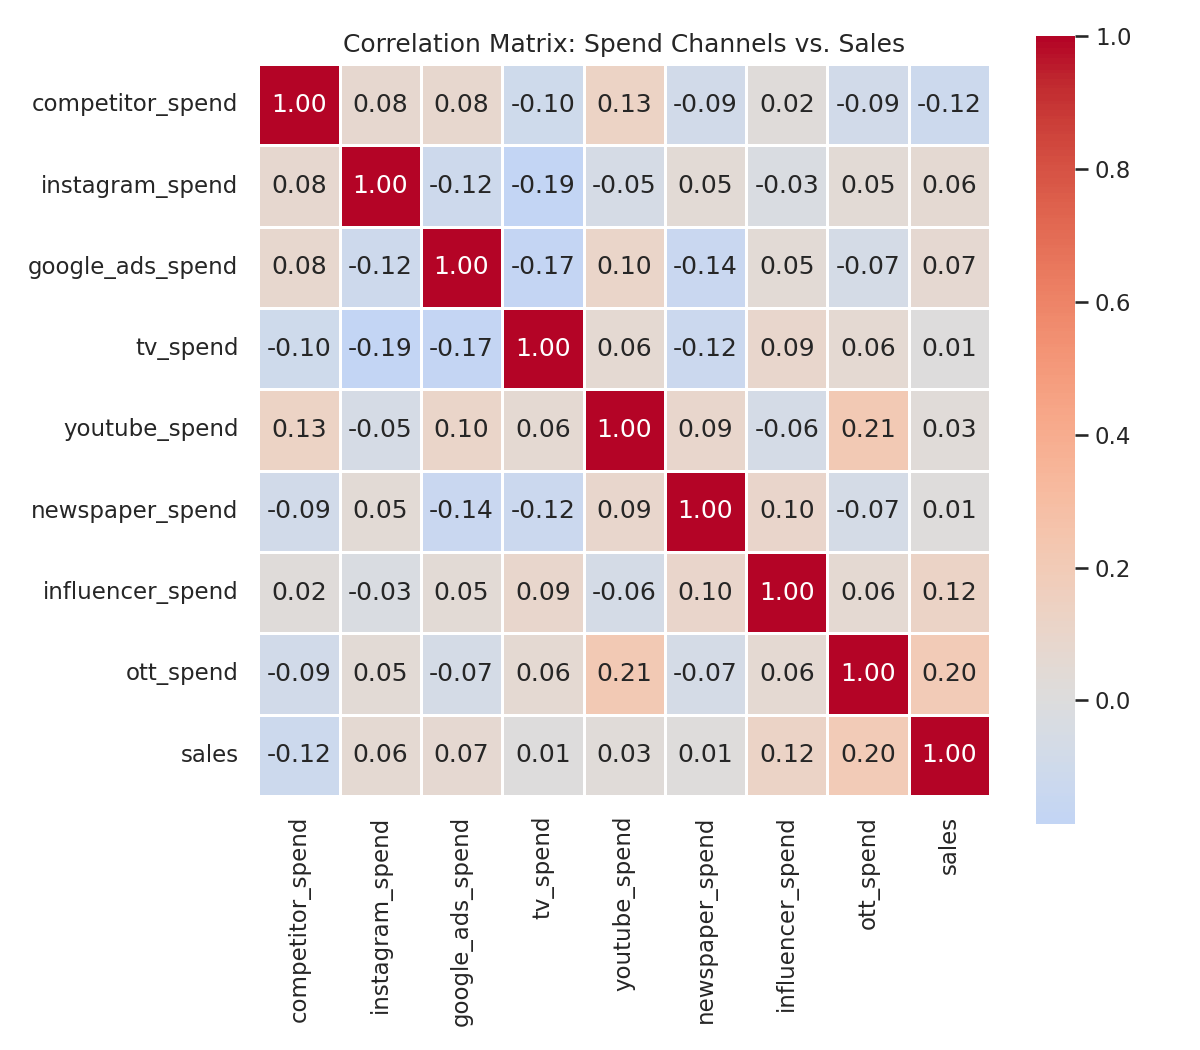 Correlation Matrix: Spend Channels vs. Sales
competitor_spend 1.00 0.08 0.08 -0.10 0.13 -0.09 0.02 -0.09 -0.12
instagram_spend 0.08 1.00 -0.12 -0.19 -0.05 0.05 -0.03 0.05 0.06
google_ads_spend 0.08 -0.12 1.00 -0.17 0.10 -0.14 0.05 -0.07 0.07
tv_spend -0.10 -0.19 -0.17 1.00 0.06 -0.12 0.09 0.06 0.01
youtube_spend 0.13 -0.05 0.10 0.06 1.00 0.09 -0.06 0.21 0.03
newspaper_spend -0.09 0.05 -0.14 -0.12 0.09 1.00 0.10 -0.07 0.01
influencer_spend 0.02 -0.03 0.05 0.09 -0.06 0.10 1.00 0.06 0.12
ott_spend -0.09 0.05 -0.07 0.06 0.21 -0.07 0.06 1.00 0.20
sales -0.12 0.06 0.07 0.01 0.03 0.01 0.12 0.20 1.00
competitor_spend
instagram_spend
google_ads_spend
tv_spend
youtube_spend
newspaper_spend
influencer_spend
ott_spend
sales
1.0
0.8
0.6
0.4
0.2
0.0